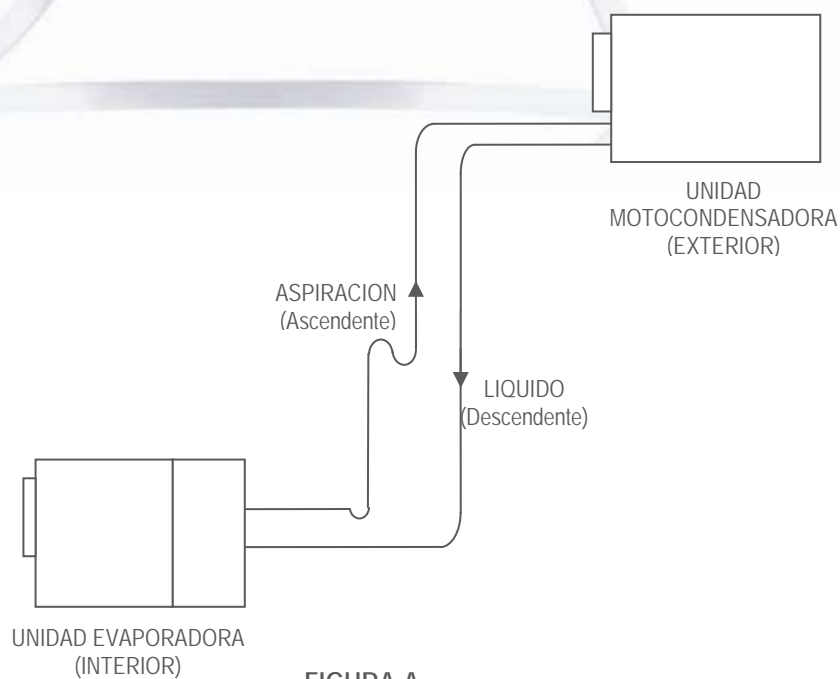 UNIDAD
MOTOCONDENSADORA
(EXTERIOR)
ASPIRACION
(Ascendente)
LIQUIDO
(Descendente)
UNIDAD EVAPORADORA
(INTERIOR)
FIGURA A